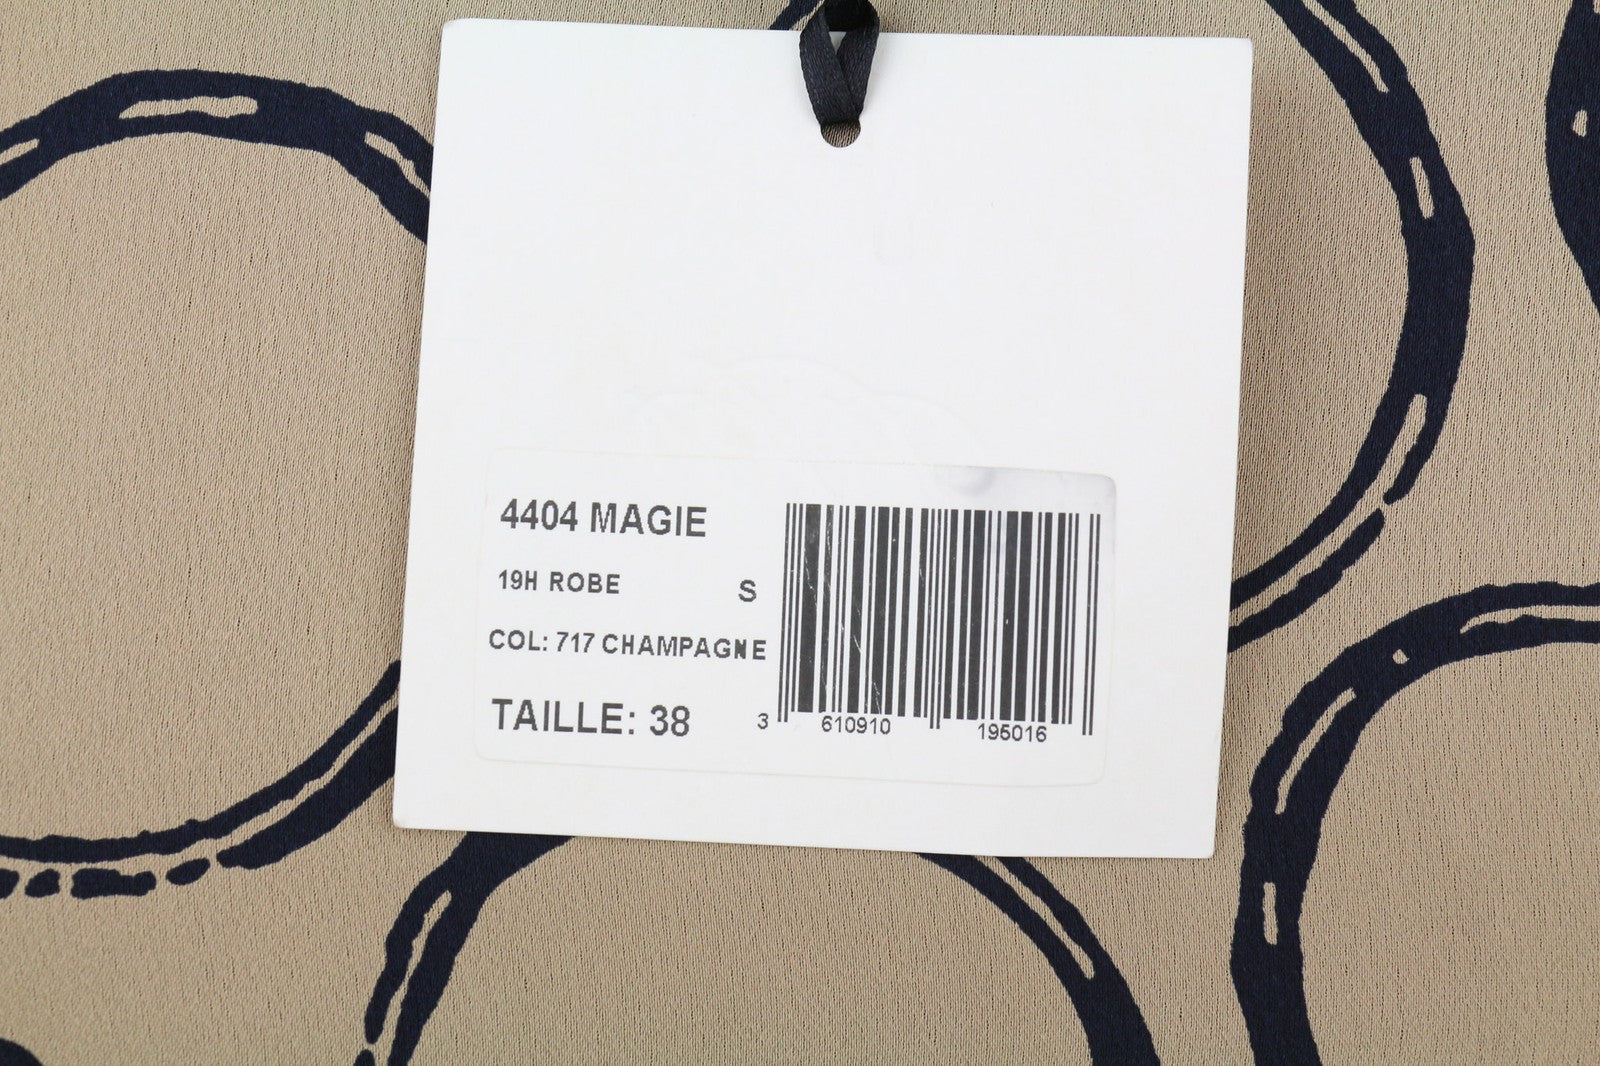 4404 MAGIE
19H ROBE S
COL: 717 CHAMPAGNE
TAILLE: 38
3 610910 195016